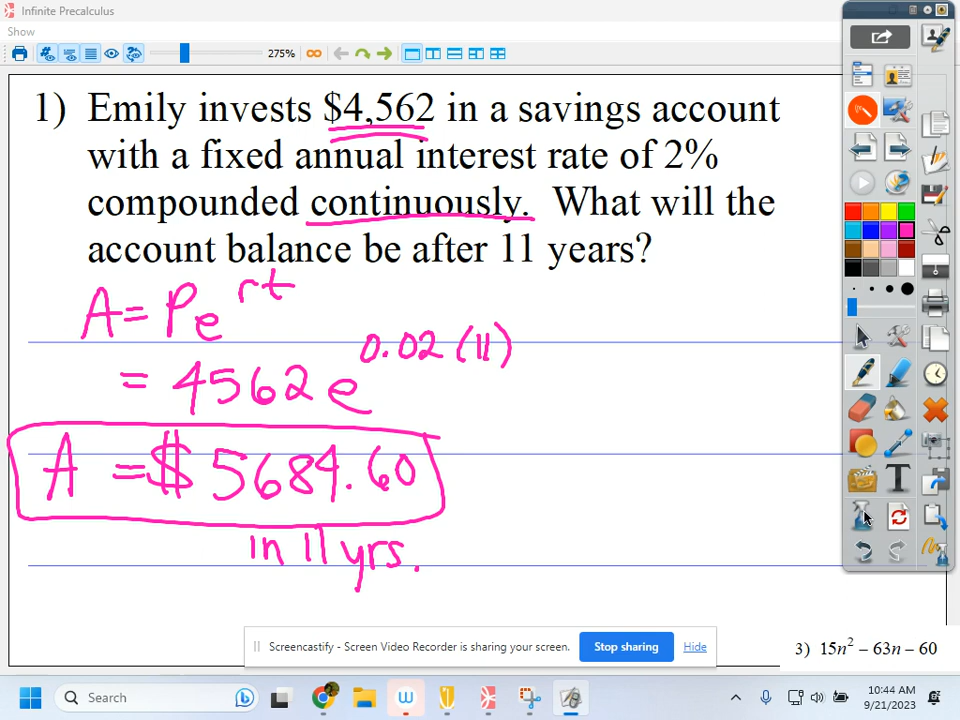 Infinite Precalculus
Show
275%
1) Emily invests $4,562 in a savings account
with a fixed annual interest rate of 2%
compounded continuously. What will the
account balance be after 11 years?
A = Pe^rt
= 4562 e^0.02 (11)
A = $ 5684.60
in 11 yrs.
T
Screencastify - Screen Video Recorder is sharing your screen.
Stop sharing
Hide
3) 15n² − 63n − 60
Search
10:44 AM
9/21/2023